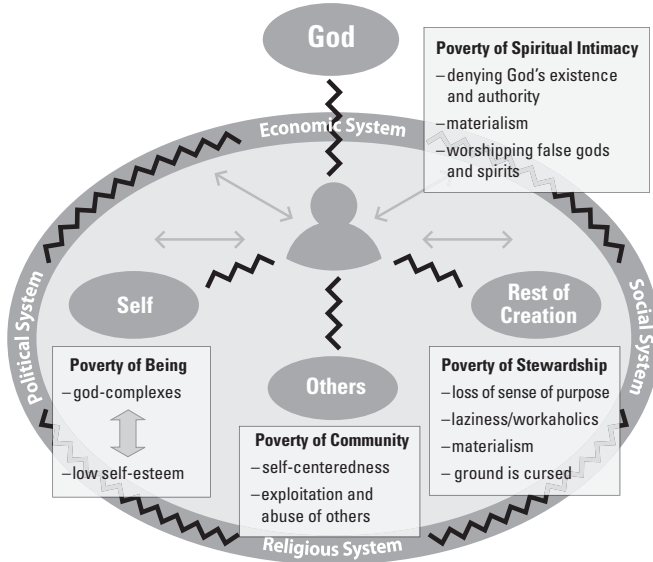 God
Poverty of Spiritual Intimacy
–denying God's existence
and authority
–materialism
–worshipping false gods
and spirits
Economic System
Political System
Social System
Self
Rest of
Creation
Others
Poverty of Being
–god-complexes
–low self-esteem
Poverty of Community
–self-centeredness
–exploitation and
abuse of others
Poverty of Stewardship
–loss of sense of purpose
–laziness/workaholics
–materialism
– ground is cursed
Religious System